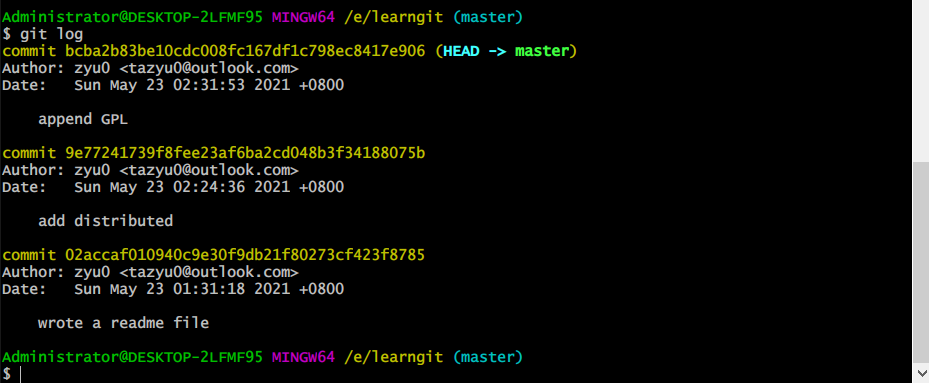 Administrator@DESKTOP-2LFMF95 MINGW64 /e/learngit (master)
$ git log
commit bcba2b83be10cdc008fc167df1c798ec8417e906 (HEAD -> master)
Author: zyu0 <tazyu0@outlook.com>
Date:   Sun May 23 02:31:53 2021 +0800
append GPL
commit 9e77241739f8fee23af6ba2cd048b3f34188075b
Author: zyu0 <tazyu0@outlook.com>
Date:   Sun May 23 02:24:36 2021 +0800
add distributed
commit 02accaf010940c9e30f9db21f80273cf423f8785
Author: zyu0 <tazyu0@outlook.com>
Date:   Sun May 23 01:31:18 2021 +0800
wrote a readme file
Administrator@DESKTOP-2LFMF95 MINGW64 /e/learngit (master)
$